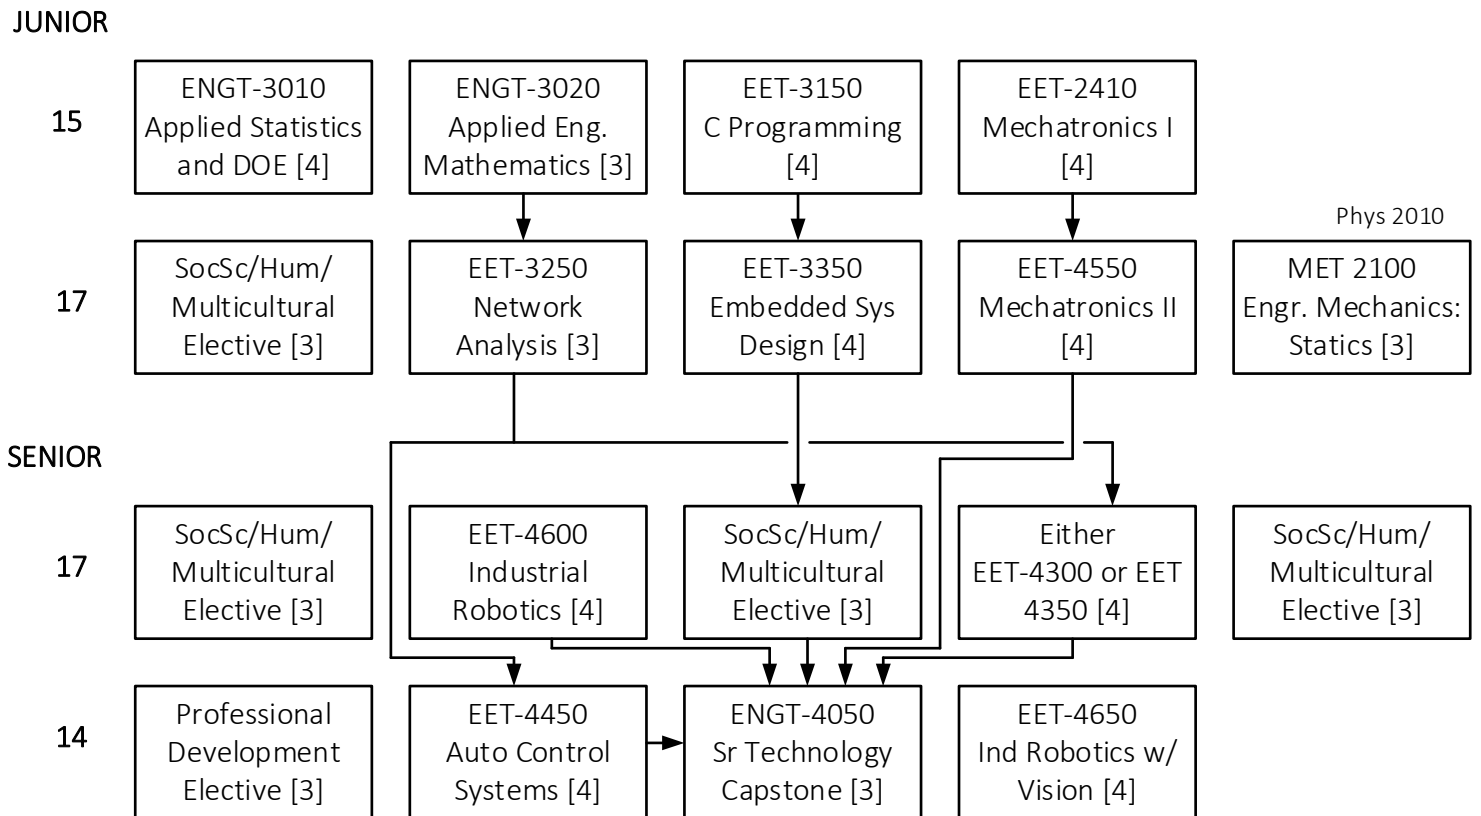 JUNIOR
15
ENGT-3010
Applied Statistics
and DOE [4]
ENGT-3020
Applied Eng.
Mathematics [3]
EET-3150
C Programming
[4]
EET-2410
Mechatronics I
[4]
Phys 2010
17
SocSc/Hum/
Multicultural
Elective [3]
EET-3250
Network
Analysis [3]
EET-3350
Embedded Sys
Design [4]
EET-4550
Mechatronics II
[4]
MET 2100
Engr. Mechanics:
Statics [3]
SENIOR
17
SocSc/Hum/
Multicultural
Elective [3]
EET-4600
Industrial
Robotics [4]
SocSc/Hum/
Multicultural
Elective [3]
Either
EET-4300 or EET
4350 [4]
SocSc/Hum/
Multicultural
Elective [3]
14
Professional
Development
Elective [3]
EET-4450
Auto Control
Systems [4]
ENGT-4050
Sr Technology
Capstone [3]
EET-4650
Ind Robotics w/
Vision [4]